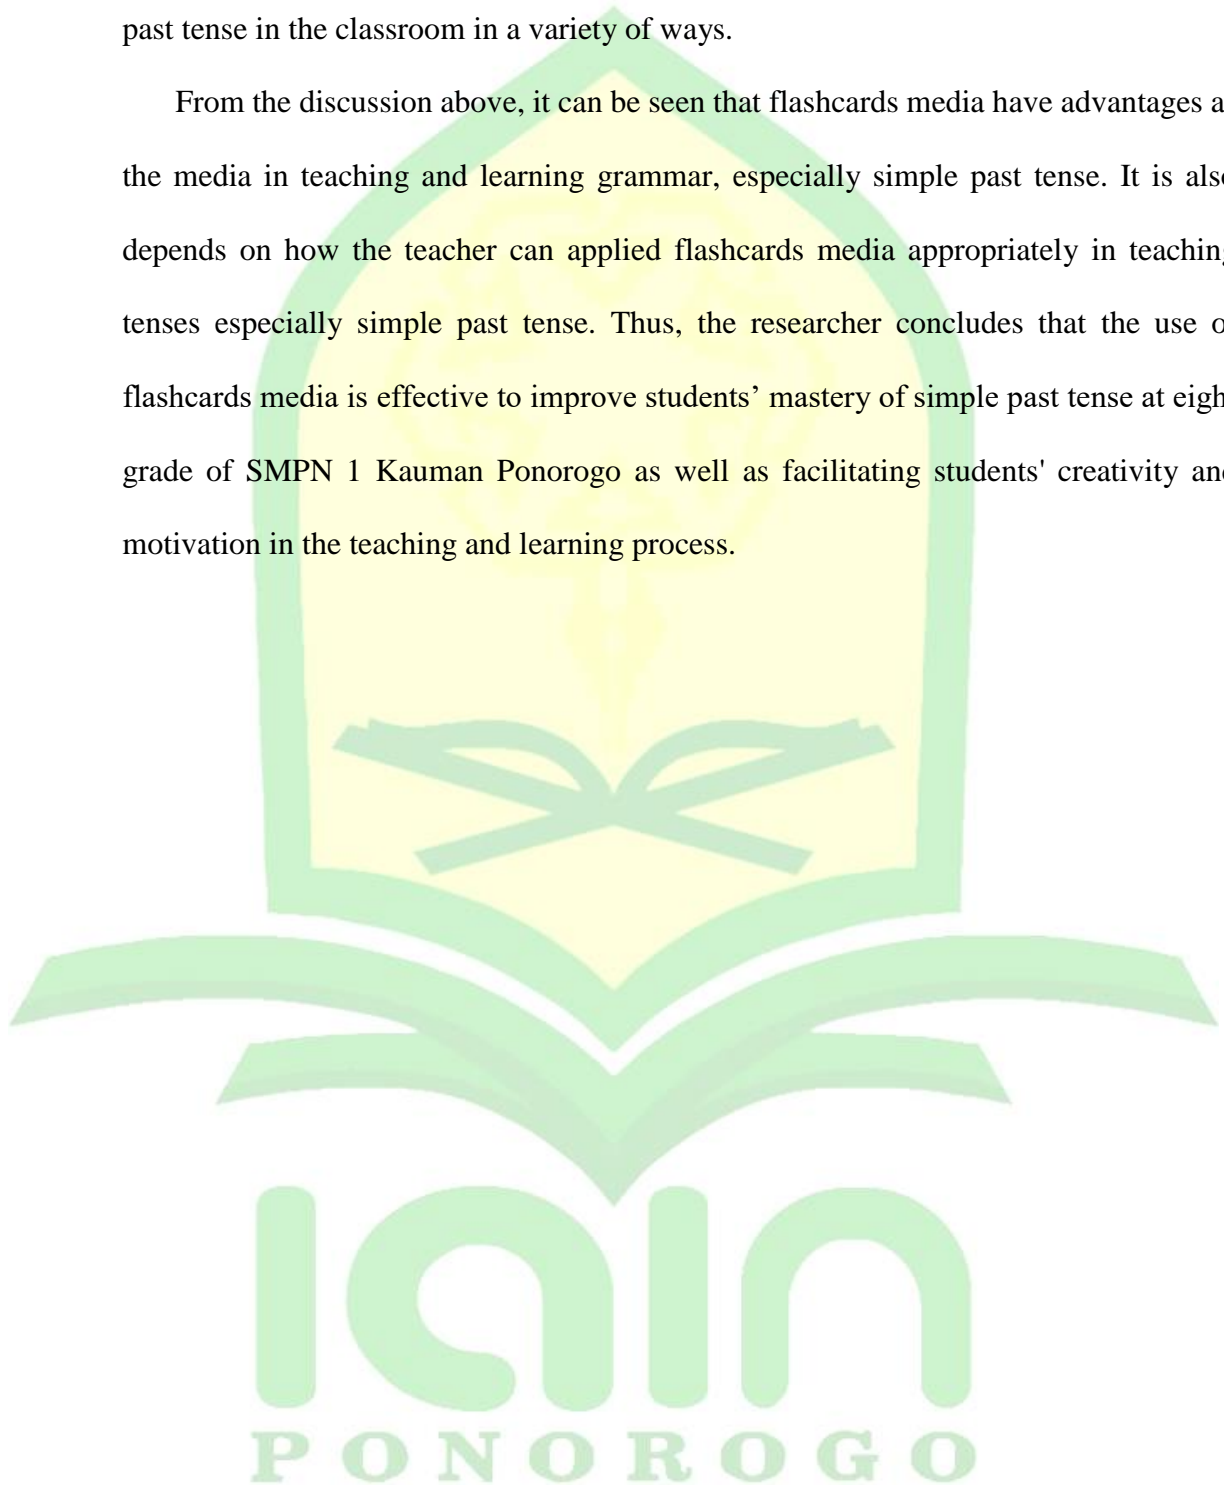 past tense in the classroom in a variety of ways.
From the discussion above, it can be seen that flashcards media have advantages a
the media in teaching and learning grammar, especially simple past tense. It is also
depends on how the teacher can applied flashcards media appropriately in teaching
tenses especially simple past tense. Thus, the researcher concludes that the use o
flashcards media is effective to improve students’ mastery of simple past tense at eigh
grade of SMPN 1 Kauman Ponorogo as well as facilitating students' creativity and
motivation in the teaching and learning process.
iain
PONOROGO